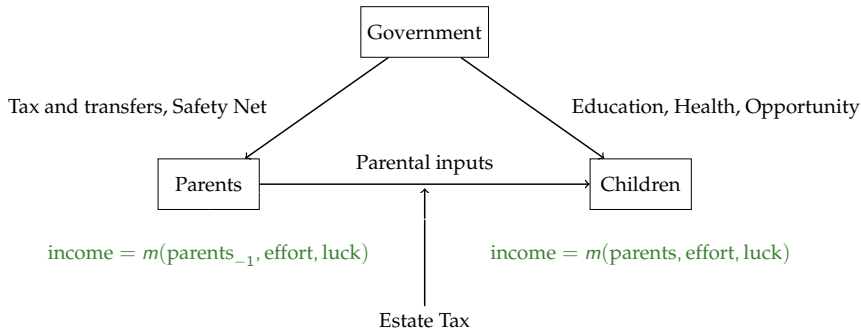 Government
Tax and transfers, Safety Net
Education, Health, Opportunity
Parental inputs
Parents
Children
income = m(parents₋₁, effort, luck)
income = m(parents, effort, luck)
Estate Tax